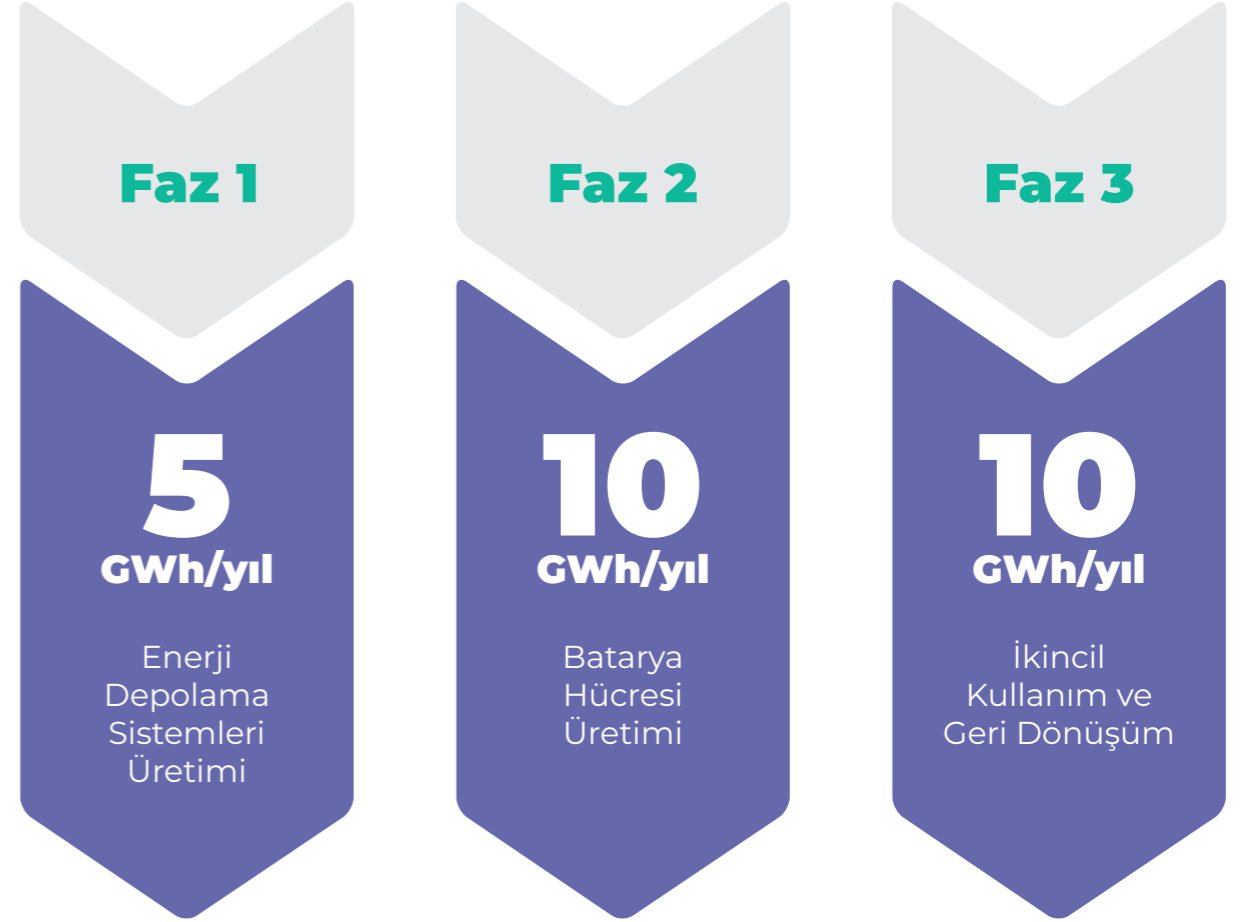 Faz 1
5
GWh/yıl
Enerji
Depolama
Sistemleri
Üretimi
Faz 2
10
GWh/yıl
Batarya
Hücresi
Üretimi
Faz 3
10
GWh/yıl
İkincil
Kullanım ve
Geri Dönüşüm